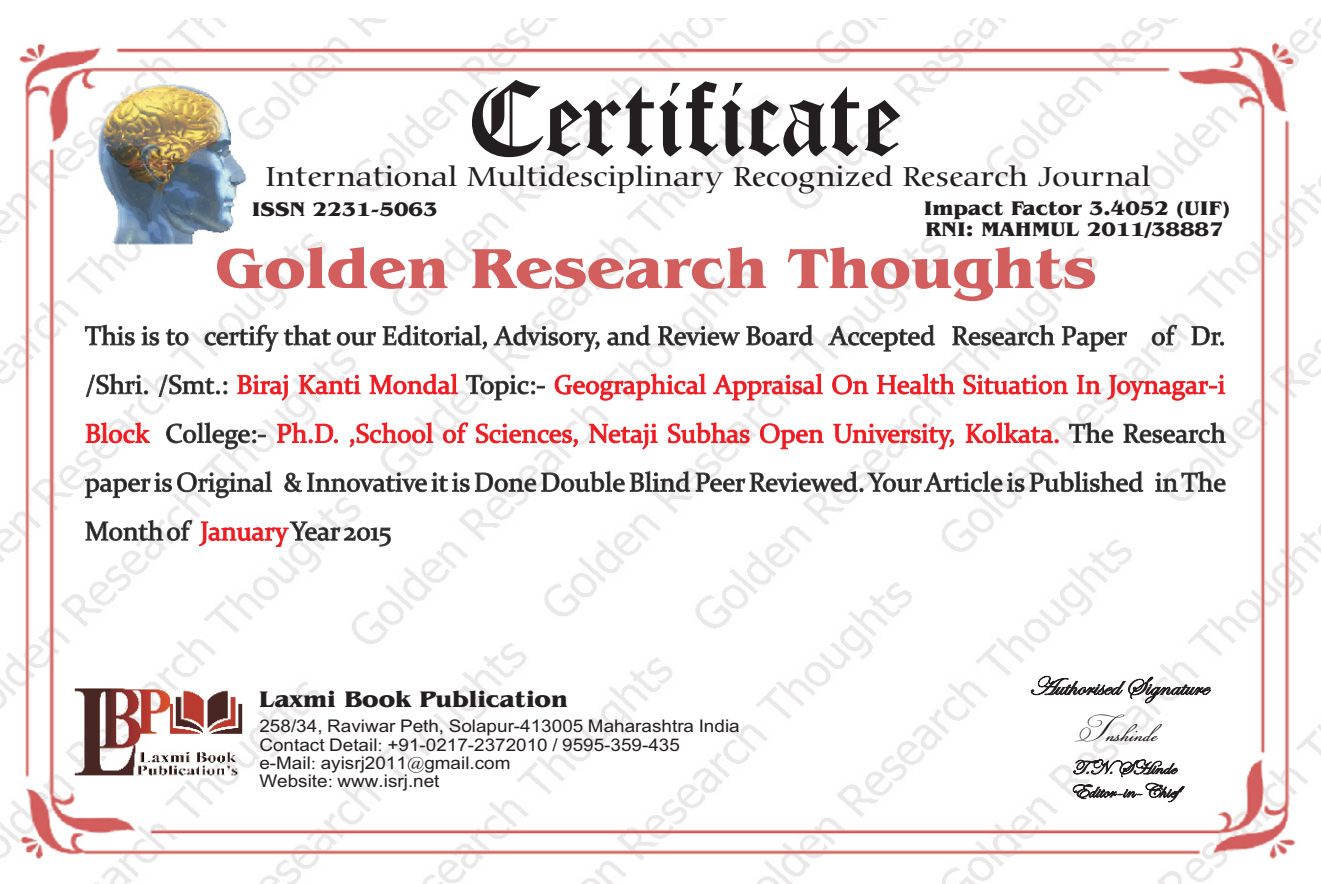 Certificate
International Multidesciplinary Recognized Research Journal
ISSN 2231-5063
Impact Factor 3.4052 (UIF)
RNI: MAHMUL 2011/38887
Golden Research Thoughts
This is to certify that our Editorial, Advisory, and Review Board Accepted Research Paper of Dr.
/Shri. /Smt.: Biraj Kanti Mondal Topic:- Geographical Appraisal On Health Situation In Joynagar-i
Block College:- Ph.D. ,School of Sciences, Netaji Subhas Open University, Kolkata. The Research
paper is Original & Innovative it is Done Double Blind Peer Reviewed. Your Article is Published in The
Month of January Year 2015
LBP
Laxmi Book
Publication's
Laxmi Book Publication
258/34, Raviwar Peth, Solapur-413005 Maharashtra India
Contact Detail: +91-0217-2372010 / 9595-359-435
e-Mail: ayisrj2011@gmail.com
Website: www.isrj.net
Authorised Signature
Tnshinde
T.N. SHinde
Editor-in- Chief